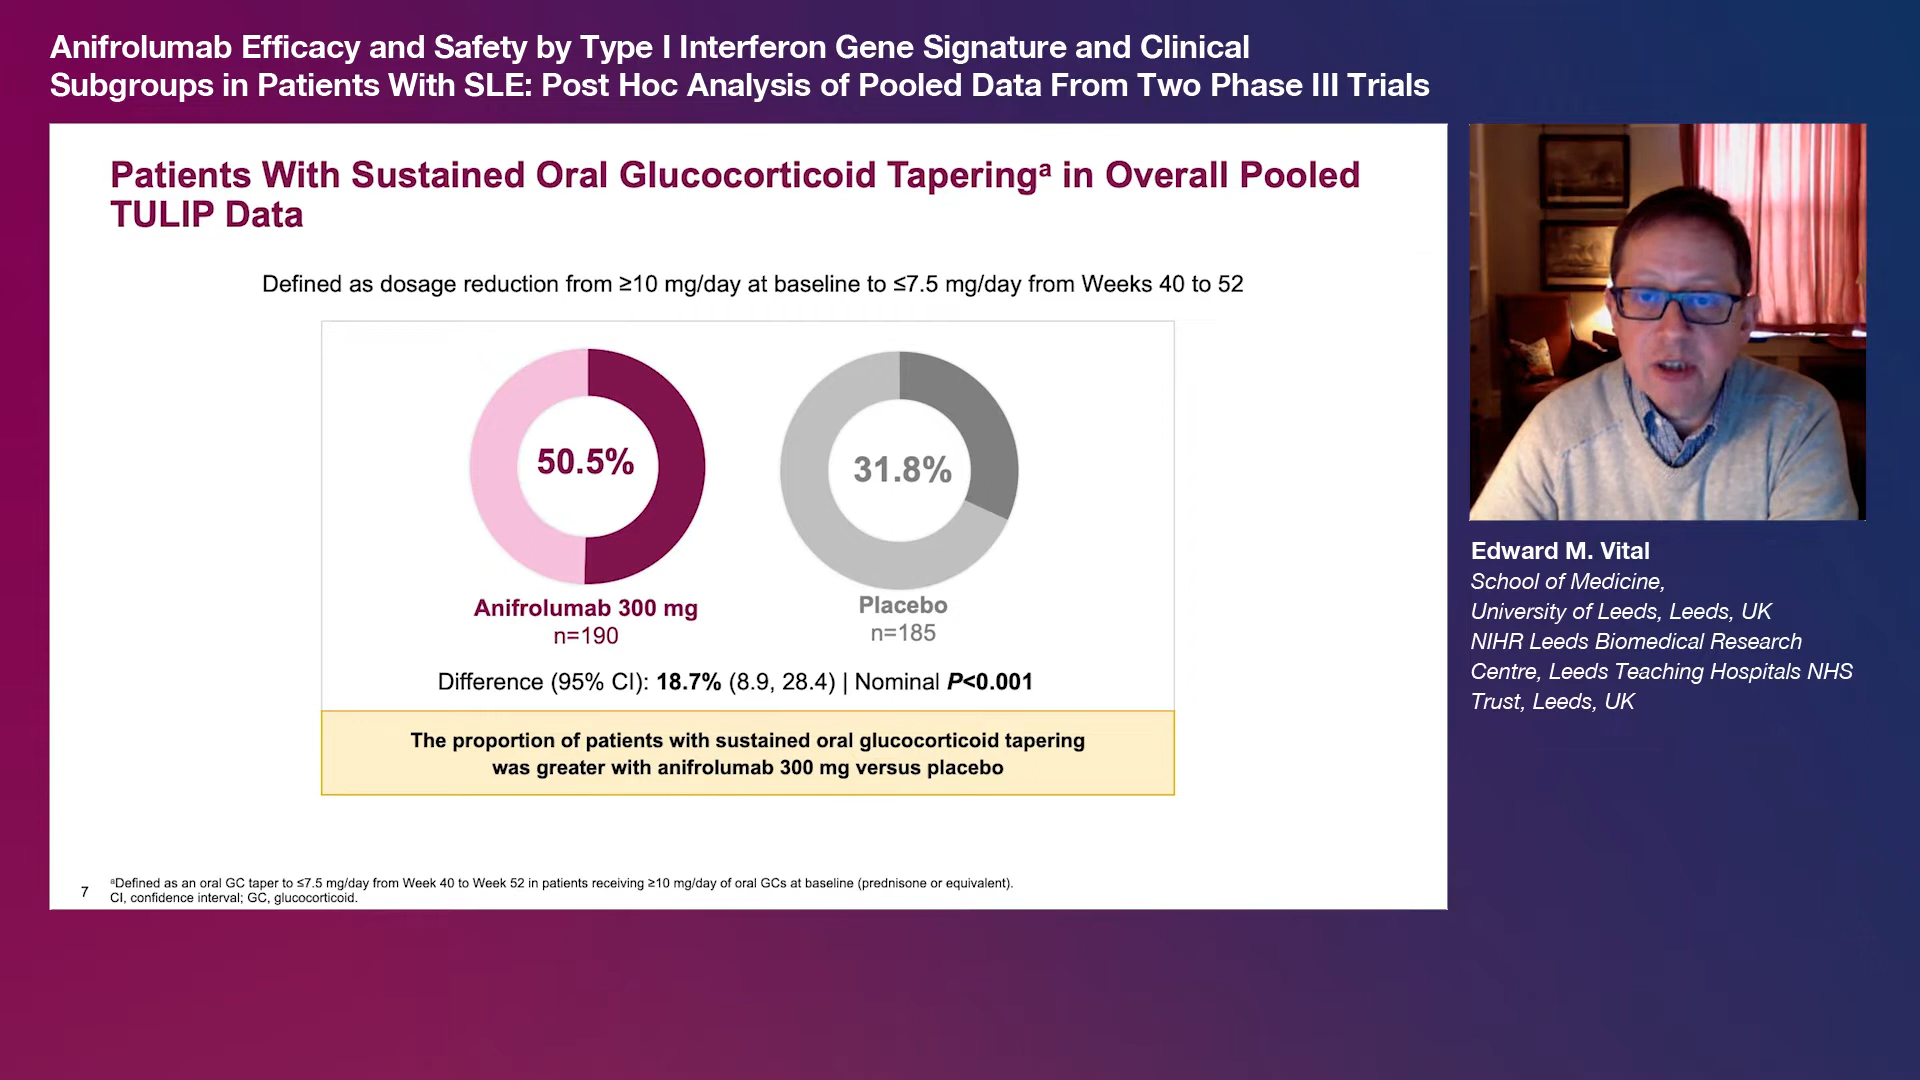 Anifrolumab Efficacy and Safety by Type I Interferon Gene Signature and Clinical
Subgroups in Patients With SLE: Post Hoc Analysis of Pooled Data From Two Phase III Trials
Patients With Sustained Oral Glucocorticoid Taperingᵃ in Overall Pooled
TULIP Data
Defined as dosage reduction from ≥10 mg/day at baseline to ≤7.5 mg/day from Weeks 40 to 52
50.5%
31.8%
Anifrolumab 300 mg
n=190
Placebo
n=185
Difference (95% CI): 18.7% (8.9, 28.4) | Nominal P<0.001
The proportion of patients with sustained oral glucocorticoid tapering
was greater with anifrolumab 300 mg versus placebo
7
ᵃDefined as an oral GC taper to ≤7.5 mg/day from Week 40 to Week 52 in patients receiving ≥10 mg/day of oral GCs at baseline (prednisone or equivalent).
CI, confidence interval; GC, glucocorticoid.
Edward M. Vital
School of Medicine,
University of Leeds, Leeds, UK
NIHR Leeds Biomedical Research
Centre, Leeds Teaching Hospitals NHS
Trust, Leeds, UK